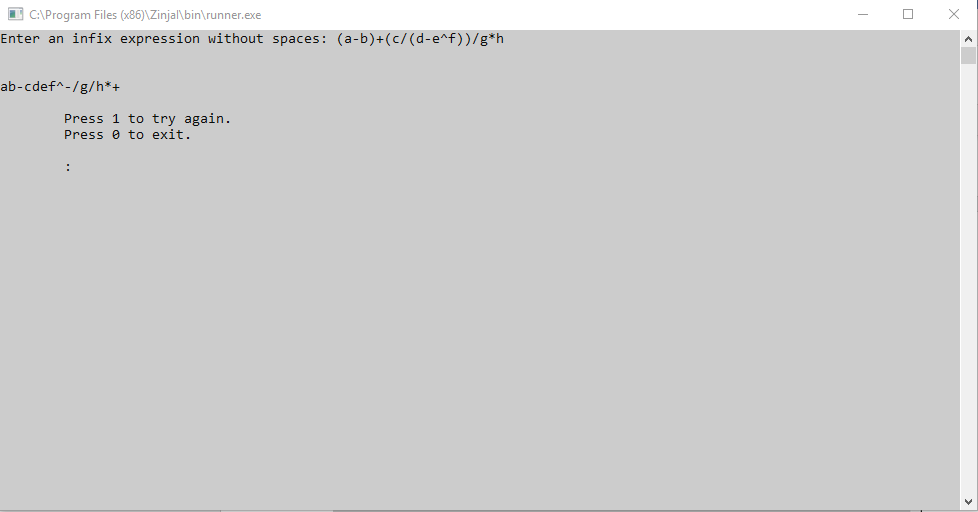 C:\Program Files (x86)\Zinjal\bin\runner.exe
Enter an infix expression without spaces: (a-b)+(c/(d-e^f))/g*h
ab-cdef^-/g/h*+
Press 1 to try again.
Press 0 to exit.
: